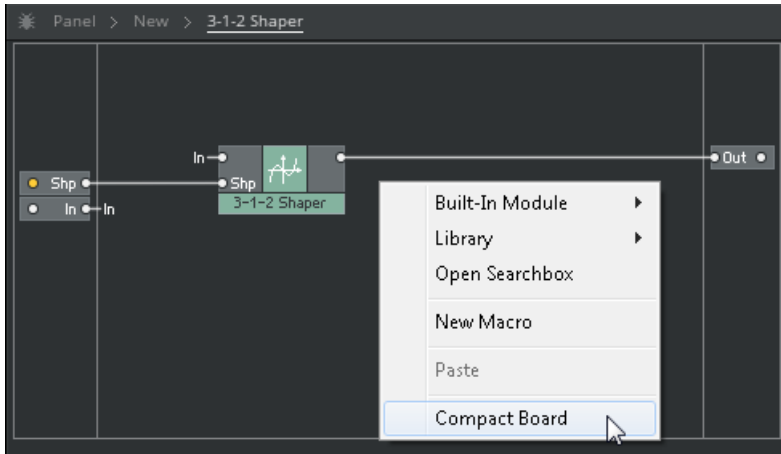 Panel > New > 3-1-2 Shaper
In
Shp
3-1-2 Shaper
Out
Shp
In
In
Built-In Module
Library
Open Searchbox
New Macro
Paste
Compact Board